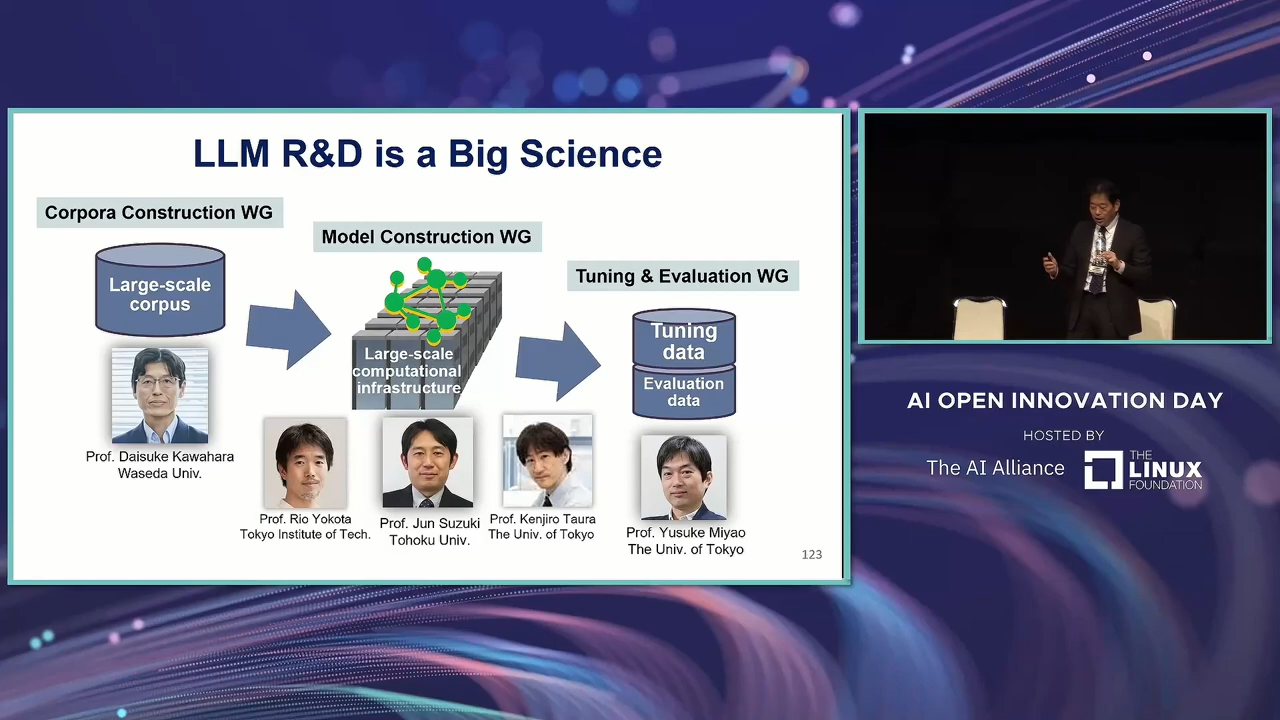 LLM R&D is a Big Science
Corpora Construction WG
Large-scale
corpus
Prof. Daisuke Kawahara
Waseda Univ.
Model Construction WG
Large-scale
computational
infrastructure
Prof. Rio Yokota
Tokyo Institute of Tech.
Prof. Jun Suzuki
Tohoku Univ.
Prof. Kenjiro Taura
The Univ. of Tokyo
Tuning & Evaluation WG
Tuning
data
Evaluation
data
Prof. Yusuke Miyao
The Univ. of Tokyo
123
AI OPEN INNOVATION DAY
HOSTED BY
The AI Alliance
THE
LINUX
FOUNDATION